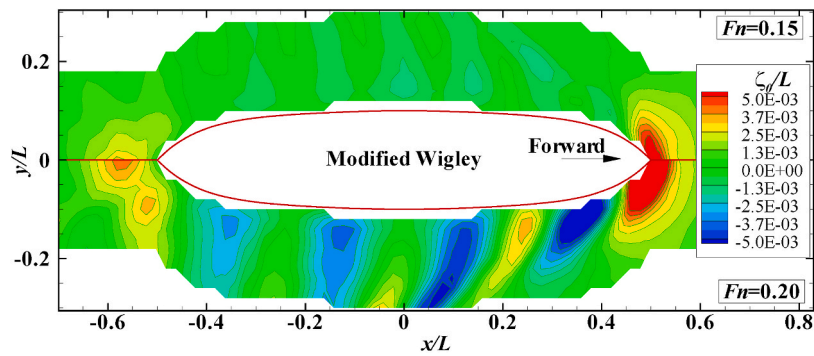 Fn=0.15
0.2
ζ₀/L
5.0E-03
3.7E-03
2.5E-03
1.3E-03
0.0E+00
-1.3E-03
-2.5E-03
-3.7E-03
-5.0E-03
Forward
Modified Wigley
y/L
0
-0.2
Fn=0.20
-0.6 -0.4 -0.2 0 0.2 0.4 0.6 0.8
x/L